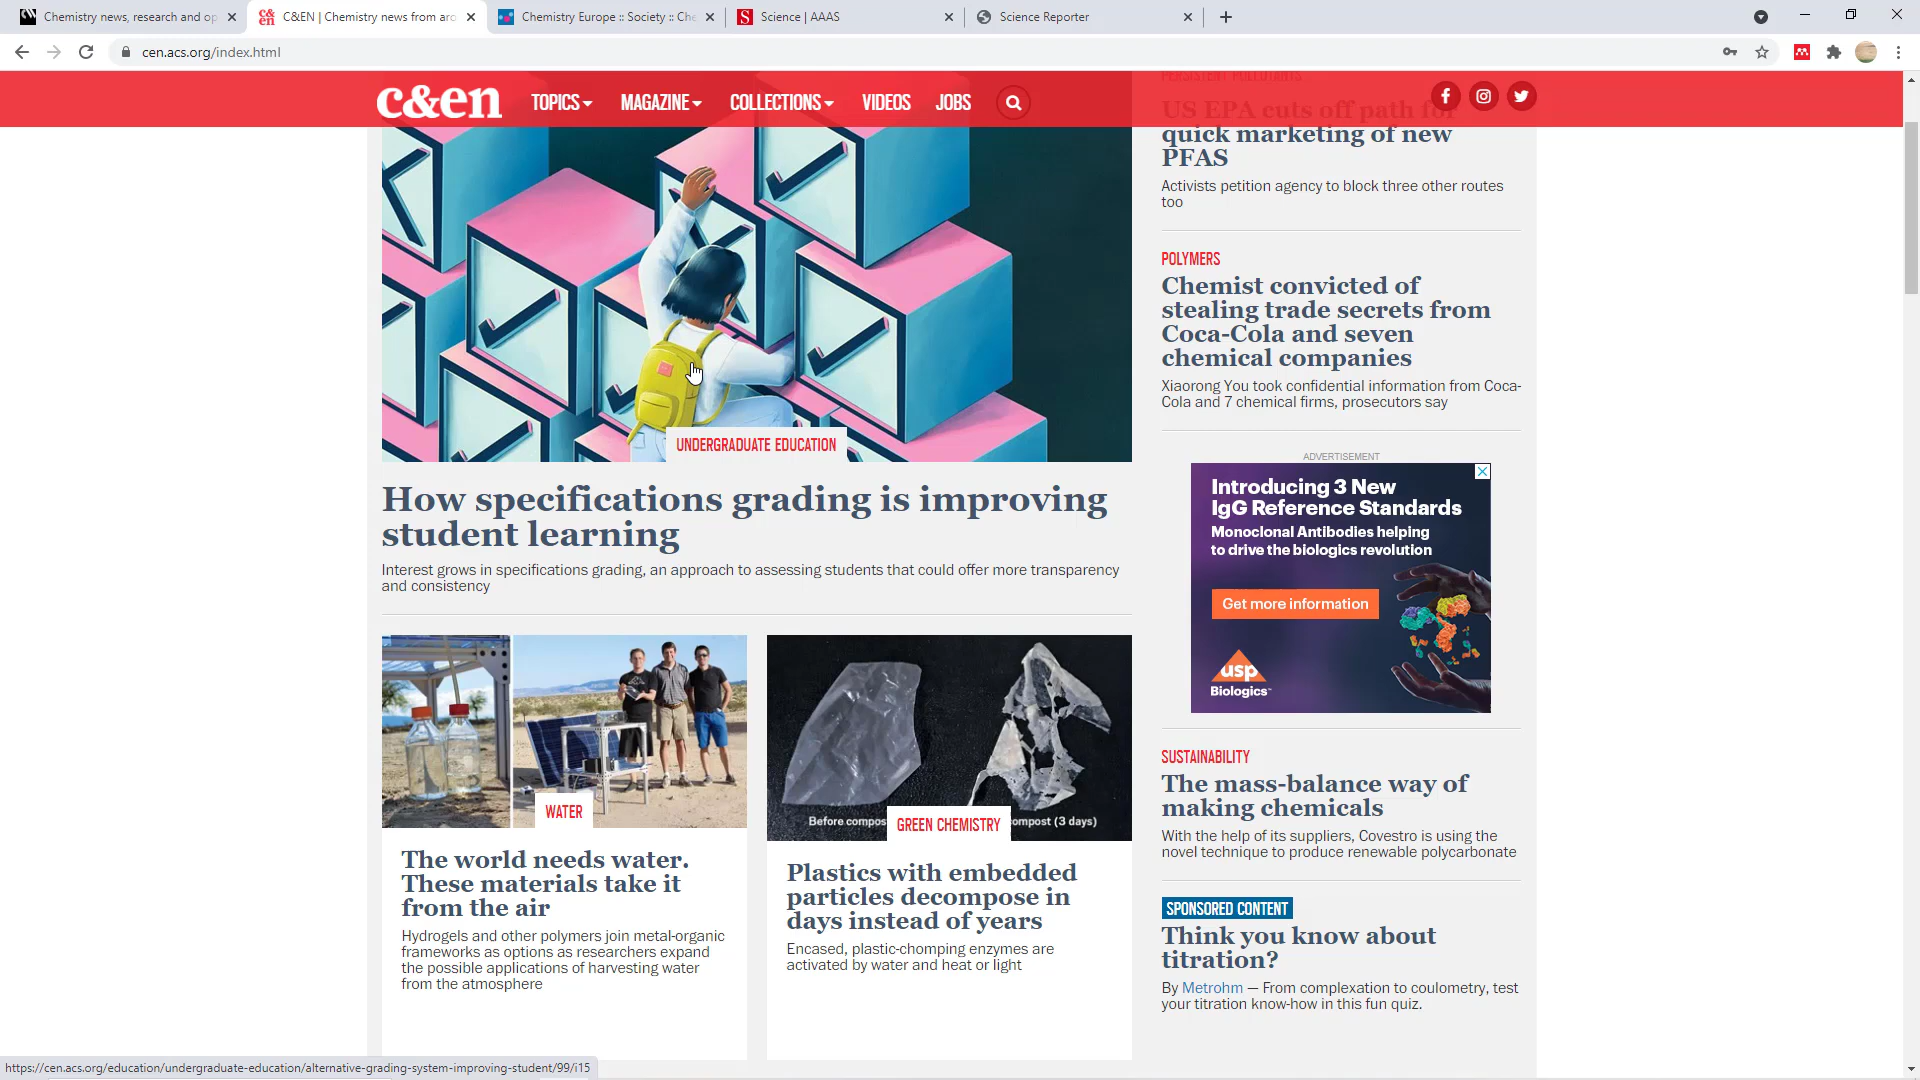 Chemistry news, research and op
C&EN | Chemistry news from aro
Chemistry Europe :: Society :: Che
Science | AAAS
Science Reporter
cen.acs.org/index.html
c&en
TOPICS
MAGAZINE
COLLECTIONS
VIDEOS
JOBS
PERSISTENT POLLUTANTS
US EPA cuts off path for
quick marketing of new
PFAS
Activists petition agency to block three other routes
too
POLYMERS
Chemist convicted of
stealing trade secrets from
Coca-Cola and seven
chemical companies
Xiaorong You took confidential information from Coca-
Cola and 7 chemical firms, prosecutors say
UNDERGRADUATE EDUCATION
How specifications grading is improving
student learning
Interest grows in specifications grading, an approach to assessing students that could offer more transparency
and consistency
ADVERTISEMENT
Introducing 3 New
IgG Reference Standards
Monoclonal Antibodies helping
to drive the biologics revolution
Get more information
usp
Biologics™
WATER
The world needs water.
These materials take it
from the air
Hydrogels and other polymers join metal-organic
frameworks as options as researchers expand
the possible applications of harvesting water
from the atmosphere
Before compos
ompost (3 days)
GREEN CHEMISTRY
Plastics with embedded
particles decompose in
days instead of years
Encased, plastic-chomping enzymes are
activated by water and heat or light
SUSTAINABILITY
The mass-balance way of
making chemicals
With the help of its suppliers, Covestro is using the
novel technique to produce renewable polycarbonate
SPONSORED CONTENT
Think you know about
titration?
By Metrohm — From complexation to coulometry, test
your titration know-how in this fun quiz.
https://cen.acs.org/education/undergraduate-education/alternative-grading-system-improving-student/99/i15